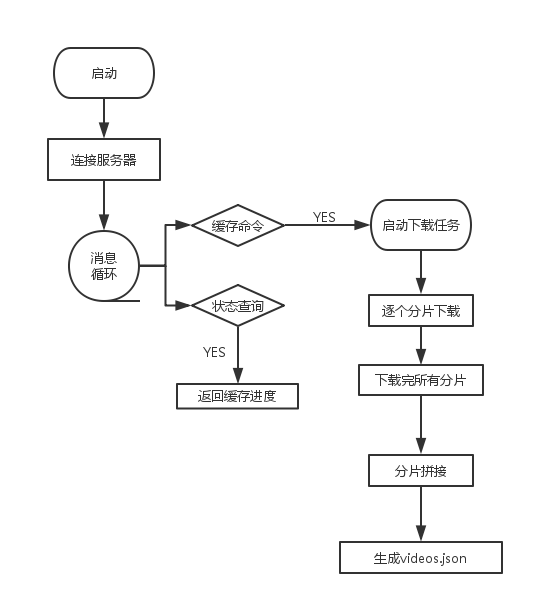 启动
连接服务器
消息
循环
缓存命令
YES
启动下载任务
状态查询
YES
返回缓存进度
逐个分片下载
下载完所有分片
分片拼接
生成videos.json